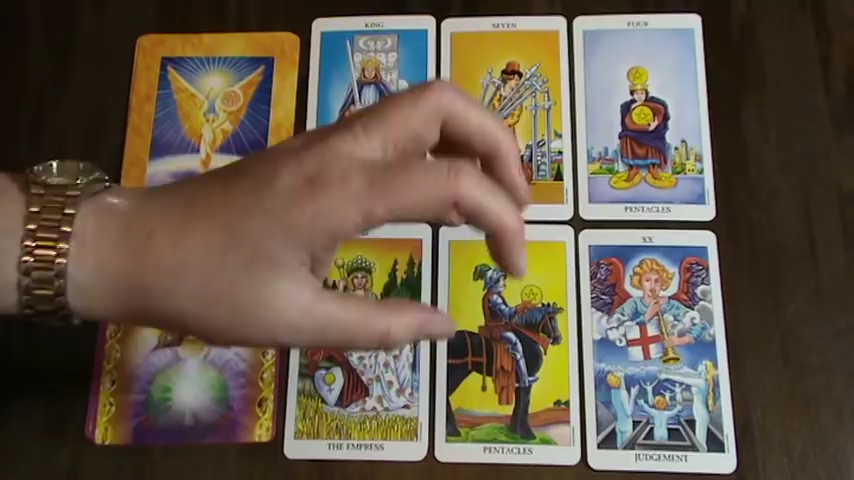 KING
SEVEN
FOUR
PENTACLES
XX
THE EMPRESS
PENTACLES
JUDGEMENT